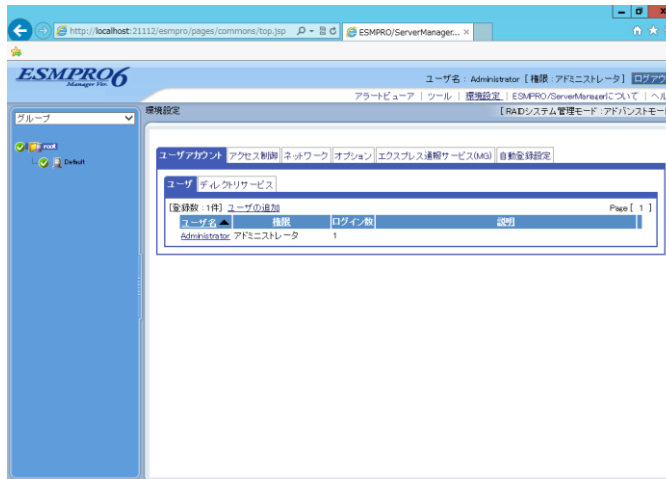 http://localhost:21112/esmpro/pages/commons/top.jsp
ESMPRO/ServerManager... ×
ESMPRO6
Manager Ver.
ユーザ名 : Administrator [ 権限 : アドミニストレータ ] ログアウ
アラートビューア | ツール | 環境設定 | ESMPRO/ServerManagerについて | ヘル
グループ
環境設定
[ RAIDシステム管理モード : アドバンストモー
root
Default
ユーザアカウント アクセス制御 ネットワーク オプション エクスプレス通報サービス(MG) 自動登録設定
ユーザ ディレクトリサービス
[登録数 : 1件] ユーザの追加 Page [ 1 ]
ユーザ名▲ 権限 ログイン数 説明
Administrator アドミニストレータ 1